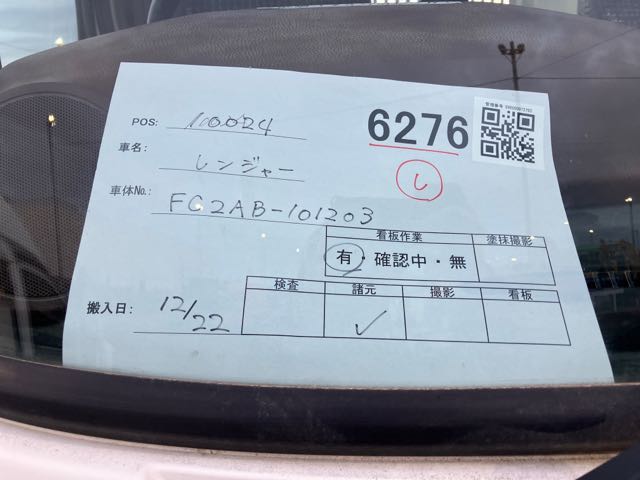 POS: 110024
6276
車名: レンジャー
し
車体No.: FC2AB-101203
看板作業 塗抹撮影
有・確認中・無
検査 諸元 撮影 看板
搬入日: 12/22 ✓